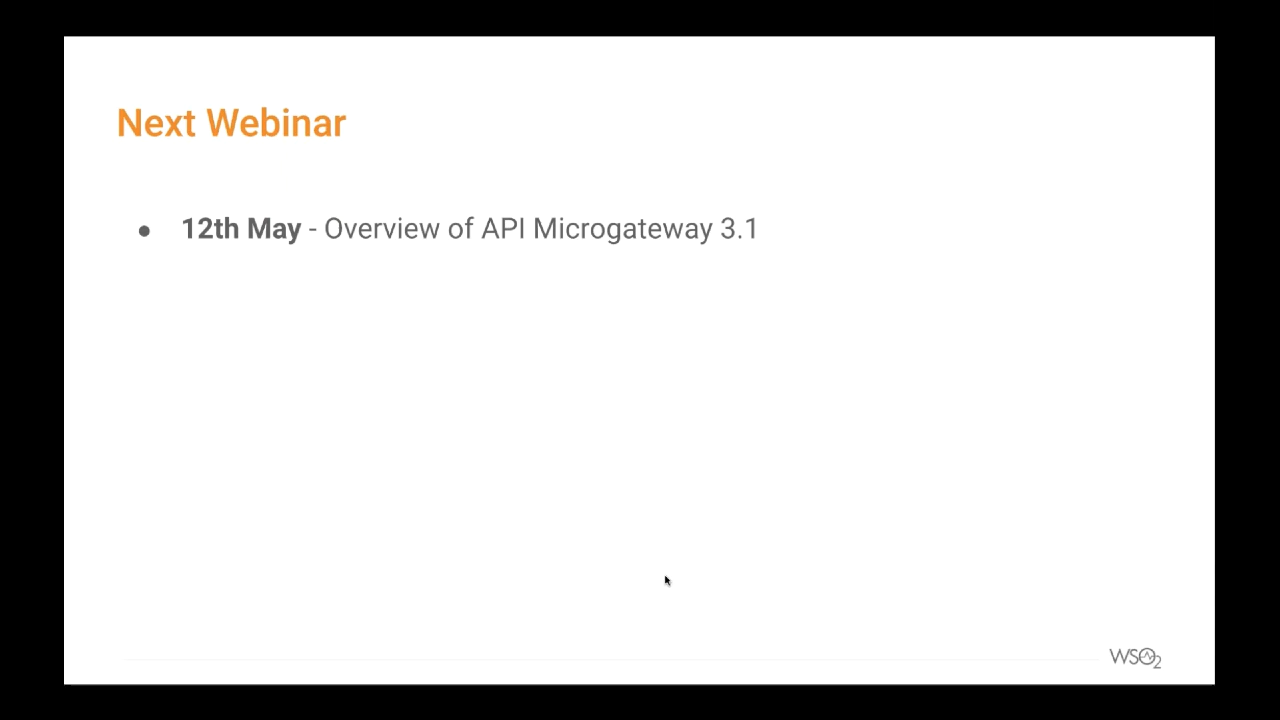 Next Webinar
● 12th May - Overview of API Microgateway 3.1
WSO2